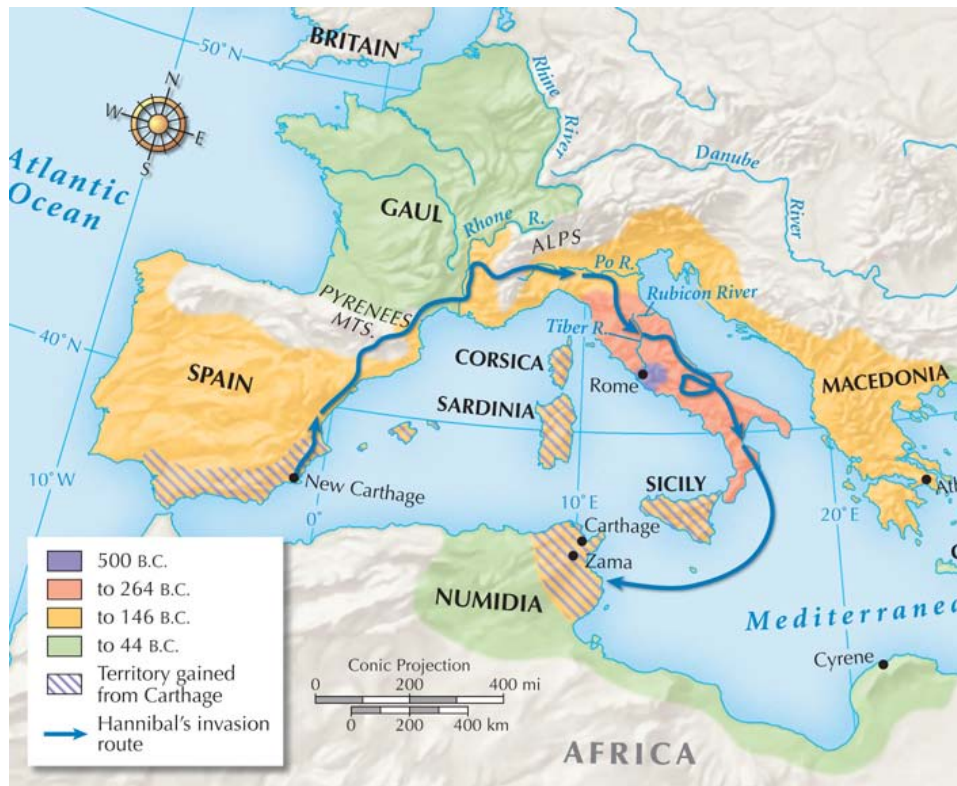 BRITAIN
50°N
Rhine
River
N
W
E
S
Atlantic
Ocean
Danube
River
GAUL
Rhone R.
ALPS
Po R.
PYRENEES
MTS.
Rubicon River
Tiber R.
40°N
CORSICA
SPAIN
Rome
MACEDONIA
SARDINIA
10°W
New Carthage
SICILY
Ath
0°
10°E
20°E
Carthage
Zama
NUMIDIA
Mediterranea
Cyrene
AFRICA
500 B.C.
to 264 B.C.
to 146 B.C.
to 44 B.C.
Territory gained
from Carthage
Hannibal's invasion
route
Conic Projection
0 200 400 mi
0 200 400 km